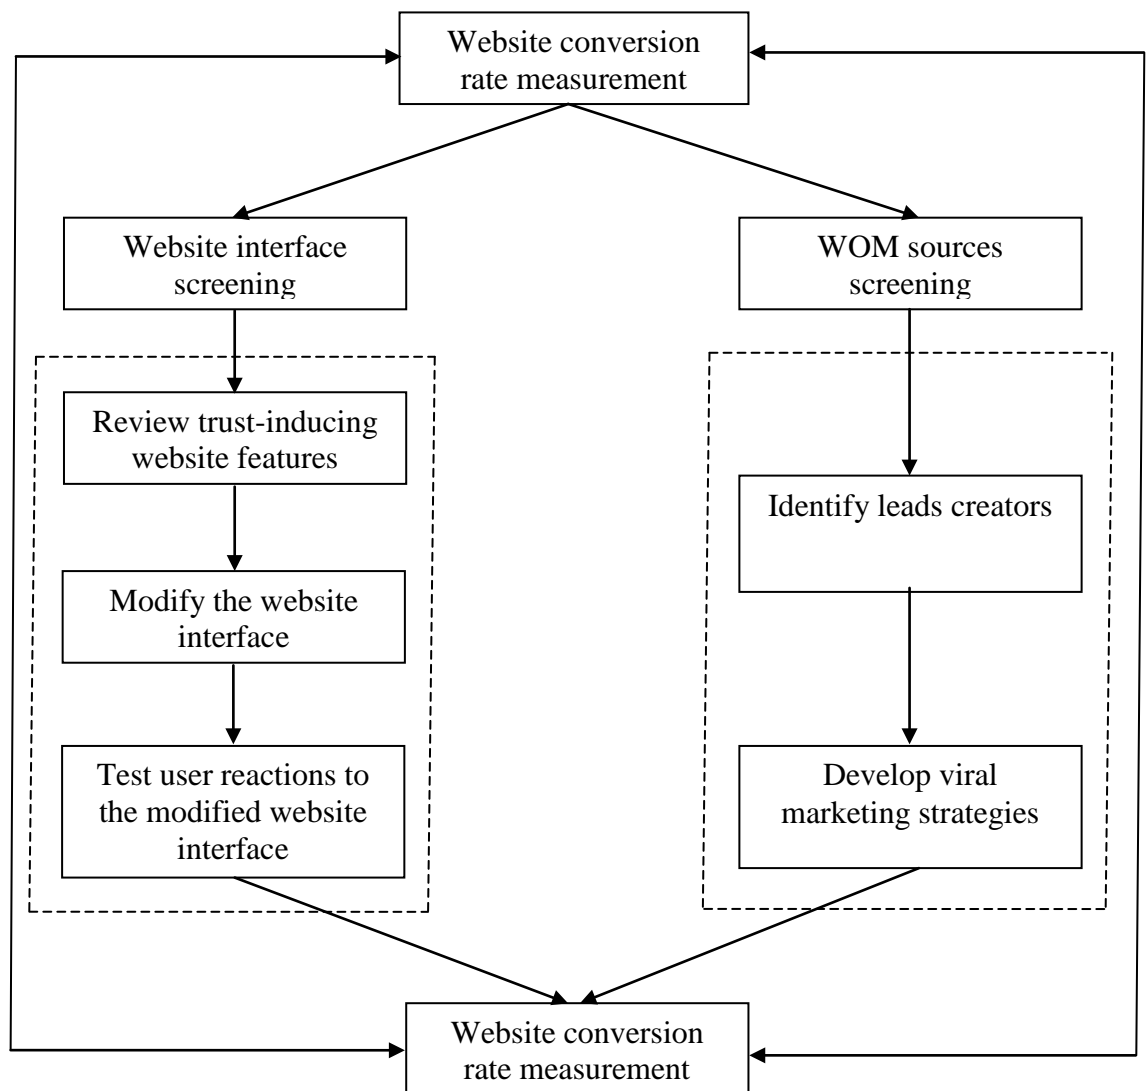 Website conversion
rate measurement
Website interface
screening
WOM sources
screening
Review trust-inducing
website features
Identify leads creators
Modify the website
interface
Test user reactions to
the modified website
interface
Develop viral
marketing strategies
Website conversion
rate measurement